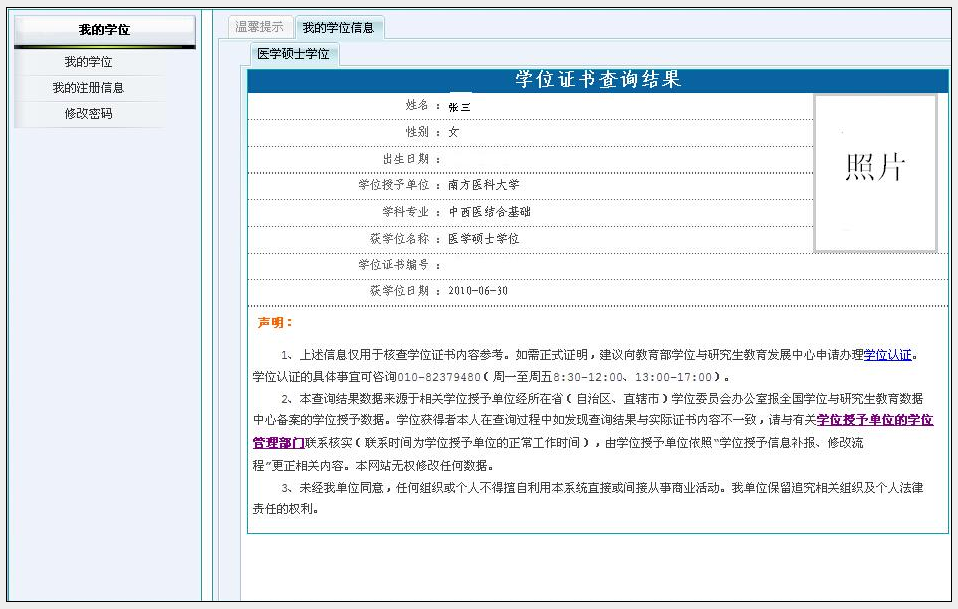 我的学位
我的学位
我的注册信息
修改密码
温馨提示 我的学位信息
医学硕士学位
学位证书查询结果
姓名 : 张三
性别 : 女
出生日期 :
学位授予单位 : 南方医科大学
学科专业 : 中西医结合基础
获学位名称 : 医学硕士学位
学位证书编号 :
获学位日期 : 2010-06-30
照片
声明：
1、上述信息仅用于核查学位证书内容参考。如需正式证明，建议向教育部学位与研究生教育发展中心申请办理学位认证。
学位认证的具体事宜可咨询010-82379480（周一至周五8:30-12:00、13:00-17:00）。
2、本查询结果数据来源于相关学位授予单位经所在省（自治区、直辖市）学位委员会办公室报全国学位与研究生教育数据
中心备案的学位授予数据。学位获得者本人在查询过程中如发现查询结果与实际证书内容不一致，请与有关学位授予单位的学位
管理部门联系核实（联系时间为学位授予单位的正常工作时间），由学位授予单位依照"学位授予信息补报、修改流
程"更正相关内容。本网站无权修改任何数据。
3、未经我单位同意，任何组织或个人不得擅自利用本系统直接或间接从事商业活动。我单位保留追究相关组织及个人法律
责任的权利。